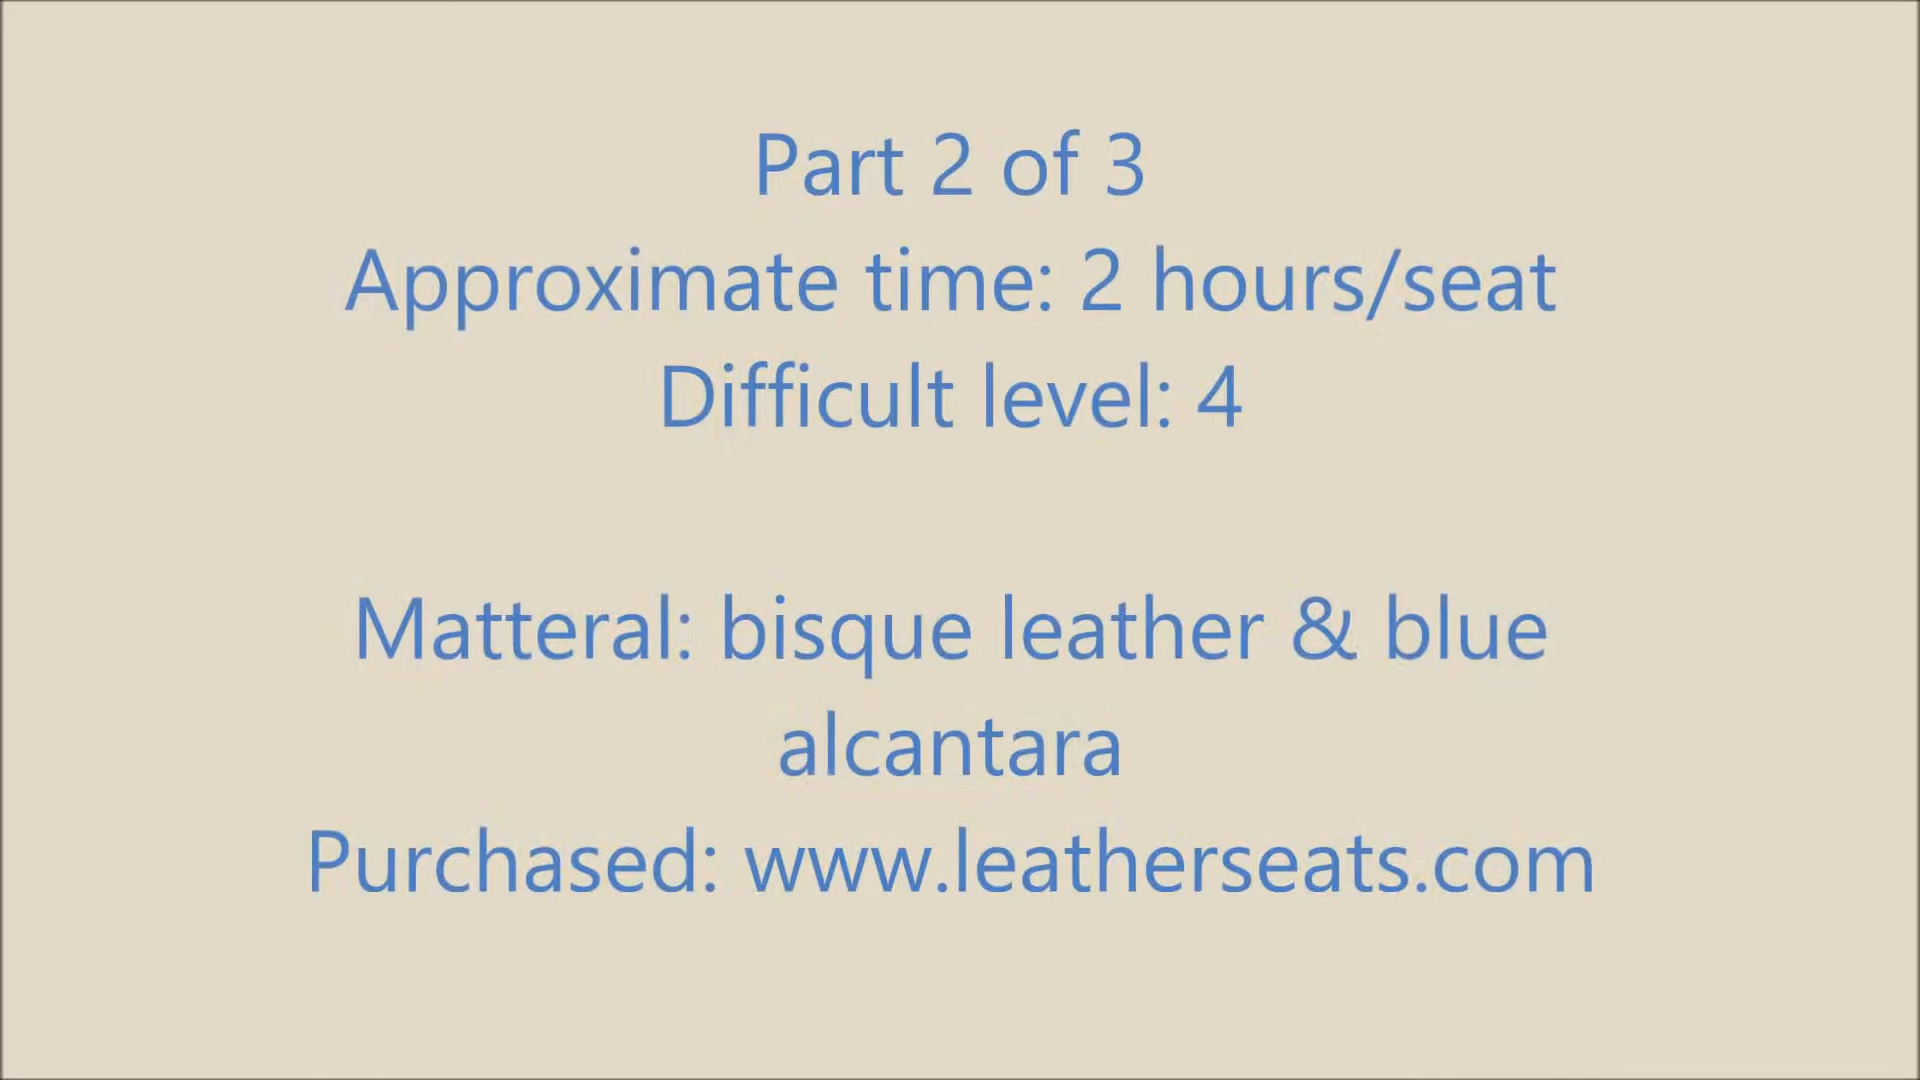 Part 2 of 3
Approximate time: 2 hours/seat
Difficult level: 4
Matteral: bisque leather & blue
alcantara
Purchased: www.leatherseats.com